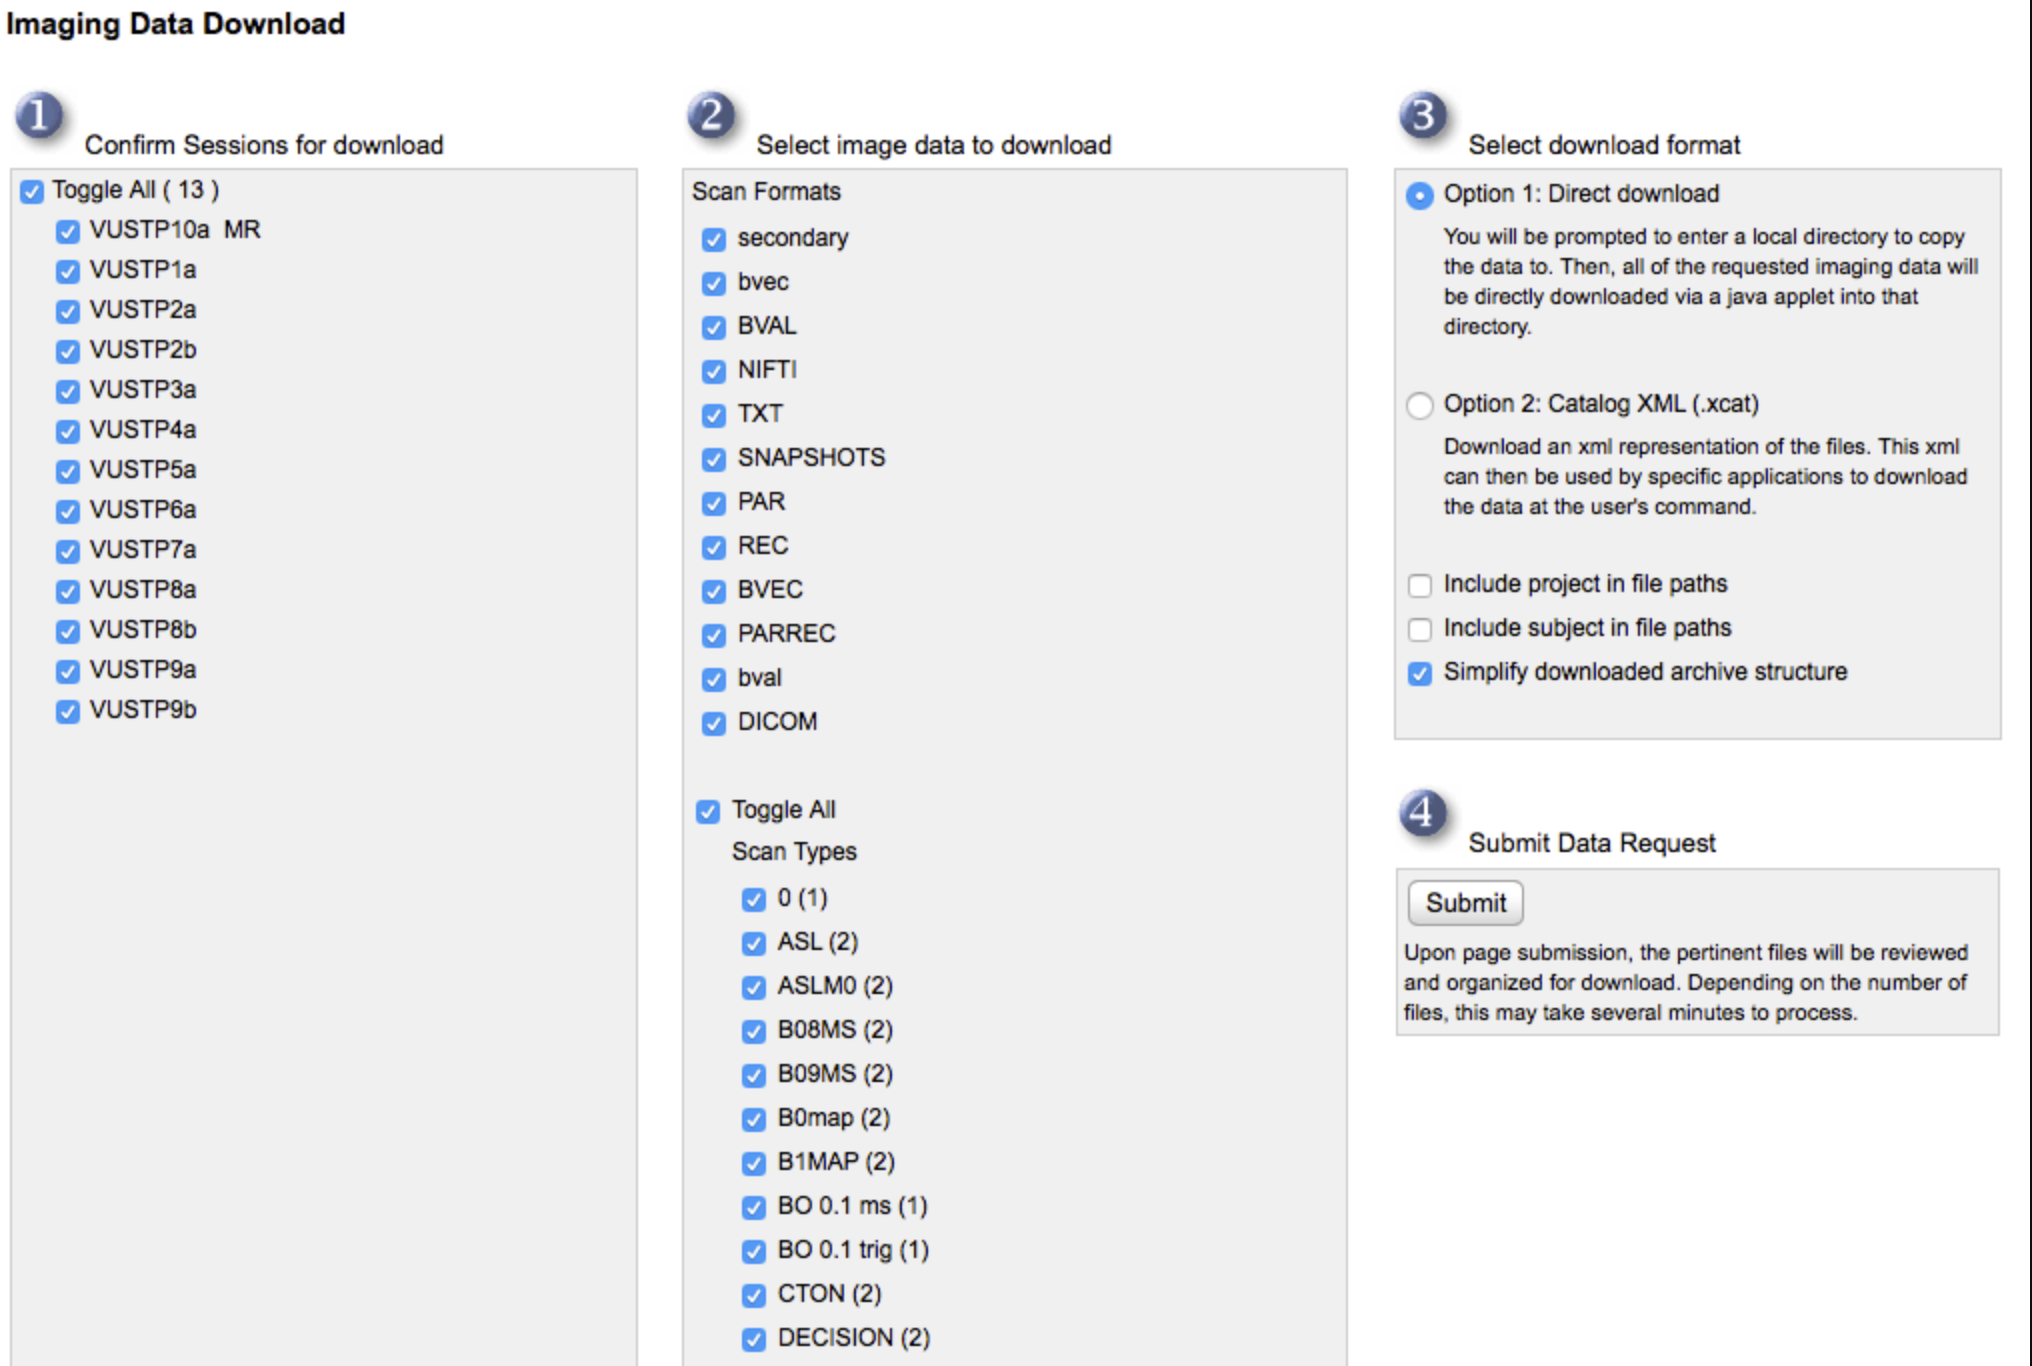 Imaging Data Download
1
Confirm Sessions for download
Toggle All ( 13 )
VUSTP10a MR
VUSTP1a
VUSTP2a
VUSTP2b
VUSTP3a
VUSTP4a
VUSTP5a
VUSTP6a
VUSTP7a
VUSTP8a
VUSTP8b
VUSTP9a
VUSTP9b
2
Select image data to download
Scan Formats
secondary
bvec
BVAL
NIFTI
TXT
SNAPSHOTS
PAR
REC
BVEC
PARREC
bval
DICOM
Toggle All
Scan Types
0 (1)
ASL (2)
ASLM0 (2)
B08MS (2)
B09MS (2)
B0map (2)
B1MAP (2)
BO 0.1 ms (1)
BO 0.1 trig (1)
CTON (2)
DECISION (2)
3
Select download format
Option 1: Direct download
You will be prompted to enter a local directory to copy
the data to. Then, all of the requested imaging data will
be directly downloaded via a java applet into that
directory.
Option 2: Catalog XML (.xcat)
Download an xml representation of the files. This xml
can then be used by specific applications to download
the data at the user's command.
Include project in file paths
Include subject in file paths
Simplify downloaded archive structure
4
Submit Data Request
Submit
Upon page submission, the pertinent files will be reviewed
and organized for download. Depending on the number of
files, this may take several minutes to process.